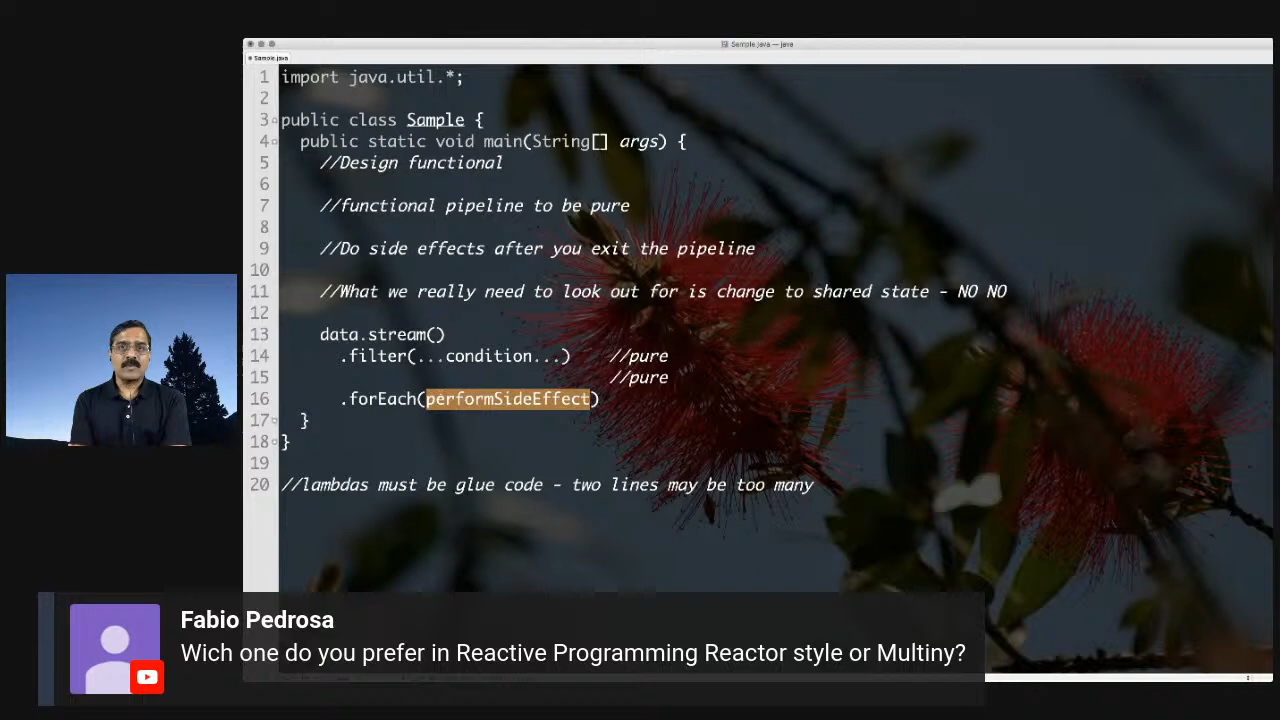 Sample.java — java
Sample.java
1 import java.util.*;
2
3 public class Sample {
4 public static void main(String[] args) {
5 //Design functional
6
7 //functional pipeline to be pure
8
9 //Do side effects after you exit the pipeline
10
11 //What we really need to look out for is change to shared state - NO NO
12
13 data.stream()
14 .filter(...condition...) //pure
15 //pure
16 .forEach(performSideEffect)
17 }
18 }
19
20 //lambdas must be glue code - two lines may be too many
Fabio Pedrosa
Wich one do you prefer in Reactive Programming Reactor style or Multiny?